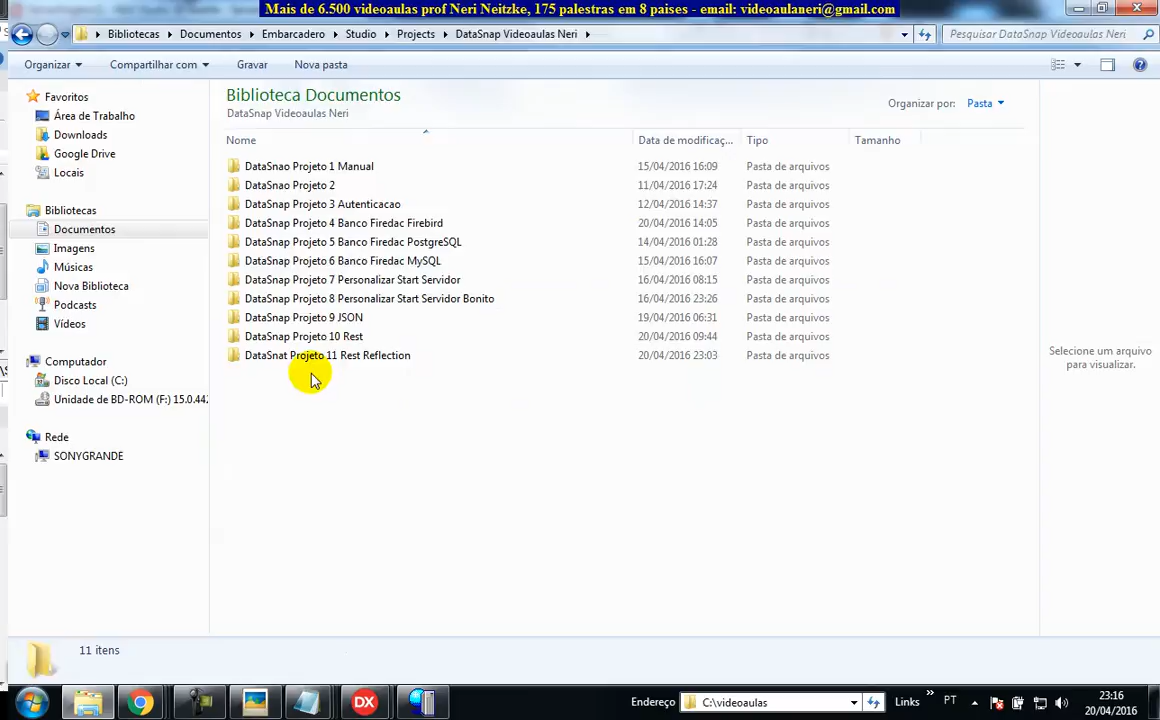 Mais de 6.500 videoaulas prof Neri Neitzke, 175 palestras em 8 paises - email: videoaulaneri@gmail.com
Bibliotecas Documentos Embarcadero Studio Projects DataSnap Videoaulas Neri
Pesquisar DataSnap Videoaulas Neri
Organizar Compartilhar com Gravar Nova pasta
Favoritos
Área de Trabalho
Downloads
Google Drive
Locais
Bibliotecas
Documentos
Imagens
Músicas
Nova Biblioteca
Podcasts
Vídeos
Computador
Disco Local (C:)
Unidade de BD-ROM (F:) 15.0.44
Rede
SONYGRANDE
Biblioteca Documentos
DataSnap Videoaulas Neri
Organizar por: Pasta
Nome Data de modificaç... Tipo Tamanho
DataSnao Projeto 1 Manual 15/04/2016 16:09 Pasta de arquivos
DataSnao Projeto 2 11/04/2016 17:24 Pasta de arquivos
DataSnap Projeto 3 Autenticacao 12/04/2016 14:37 Pasta de arquivos
DataSnap Projeto 4 Banco Firedac Firebird 20/04/2016 14:05 Pasta de arquivos
DataSnap Projeto 5 Banco Firedac PostgreSQL 14/04/2016 01:28 Pasta de arquivos
DataSnap Projeto 6 Banco Firedac MySQL 15/04/2016 16:07 Pasta de arquivos
DataSnap Projeto 7 Personalizar Start Servidor 16/04/2016 08:15 Pasta de arquivos
DataSnap Projeto 8 Personalizar Start Servidor Bonito 16/04/2016 23:26 Pasta de arquivos
DataSnap Projeto 9 JSON 19/04/2016 06:31 Pasta de arquivos
DataSnap Projeto 10 Rest 20/04/2016 09:44 Pasta de arquivos
DataSnat Projeto 11 Rest Reflection 20/04/2016 23:03 Pasta de arquivos
Selecione um arquivo
para visualizar.
11 itens
DX
Endereço C:\videoaulas Links » PT
23:16
20/04/2016